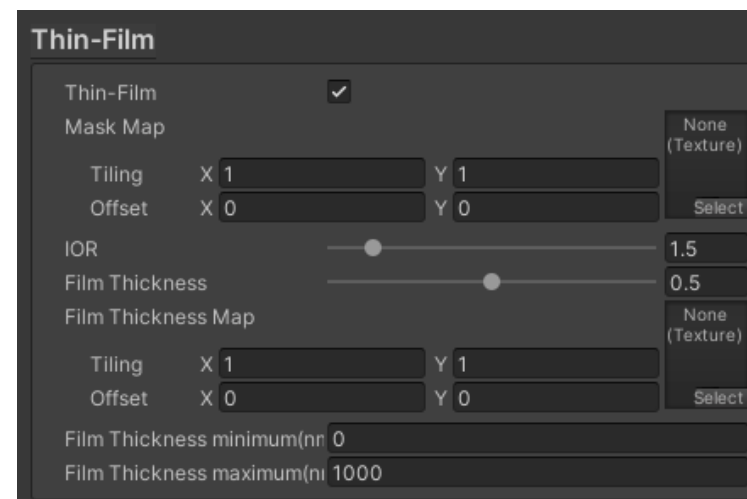 Thin-Film
Thin-Film
Mask Map
None
(Texture)
Tiling X 1 Y 1
Offset X 0 Y 0
Select
IOR 1.5
Film Thickness 0.5
Film Thickness Map
None
(Texture)
Tiling X 1 Y 1
Offset X 0 Y 0
Select
Film Thickness minimum(nm 0
Film Thickness maximum(n 1000